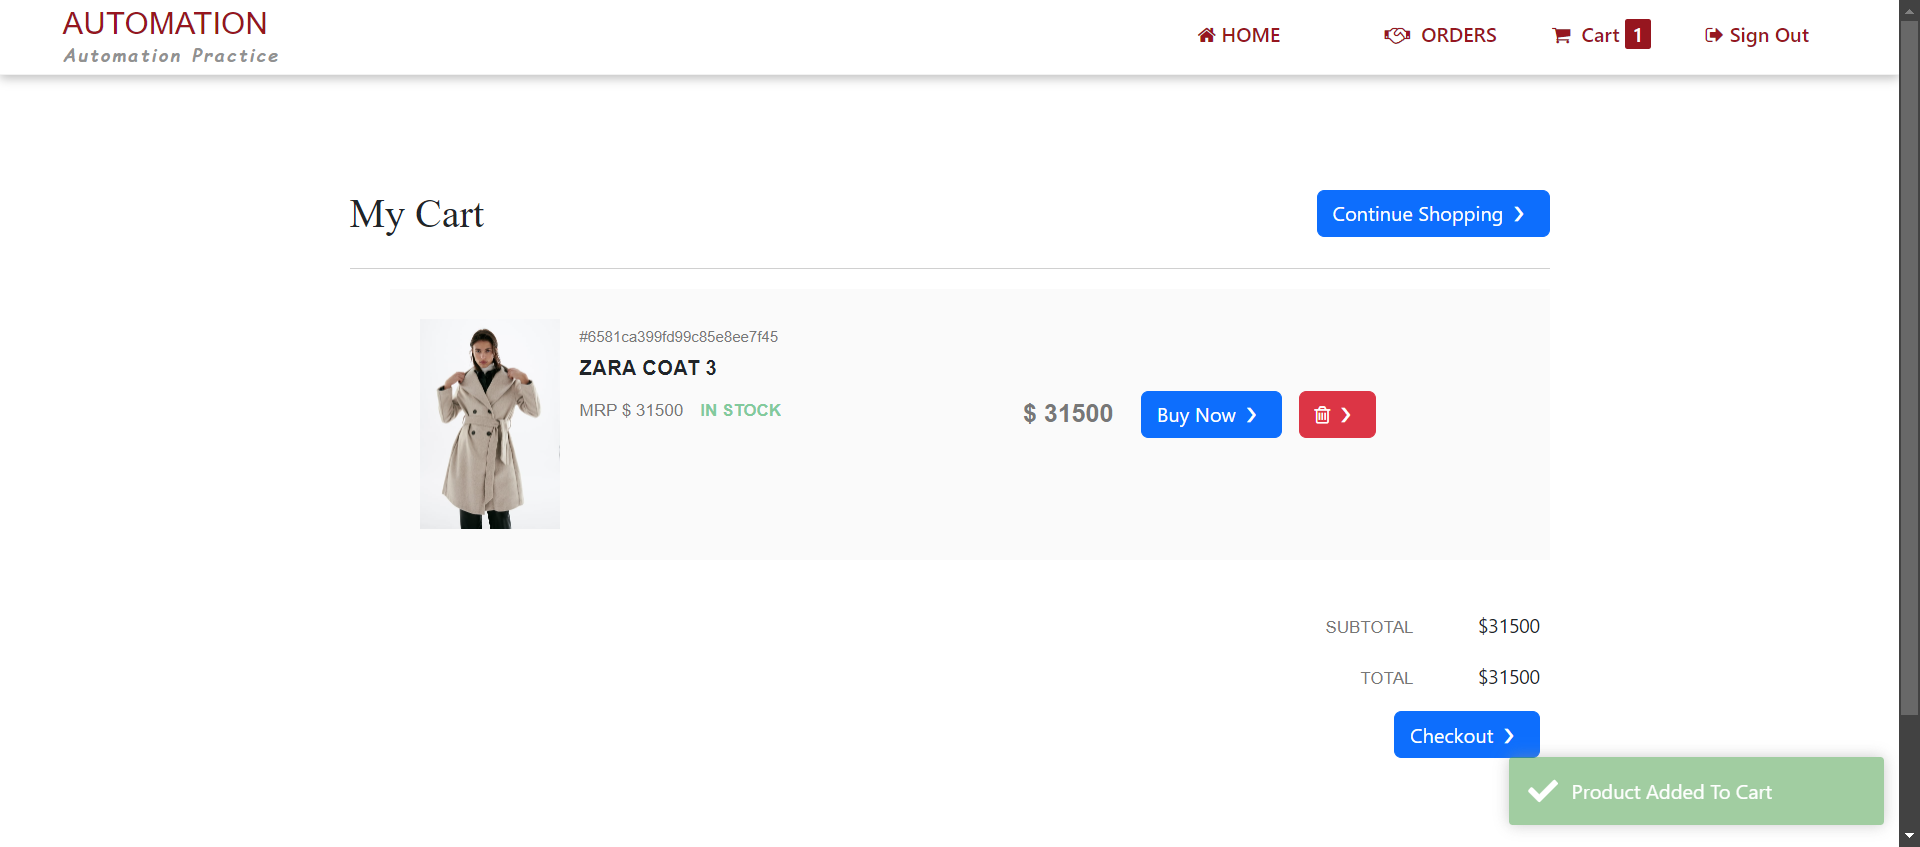 AUTOMATION
Automation Practice
HOME
ORDERS
Cart 1
Sign Out
My Cart
Continue Shopping
#6581ca399fd99c85e8ee7f45
ZARA COAT 3
MRP $ 31500 IN STOCK
$ 31500
Buy Now
SUBTOTAL $31500
TOTAL $31500
Checkout
Product Added To Cart